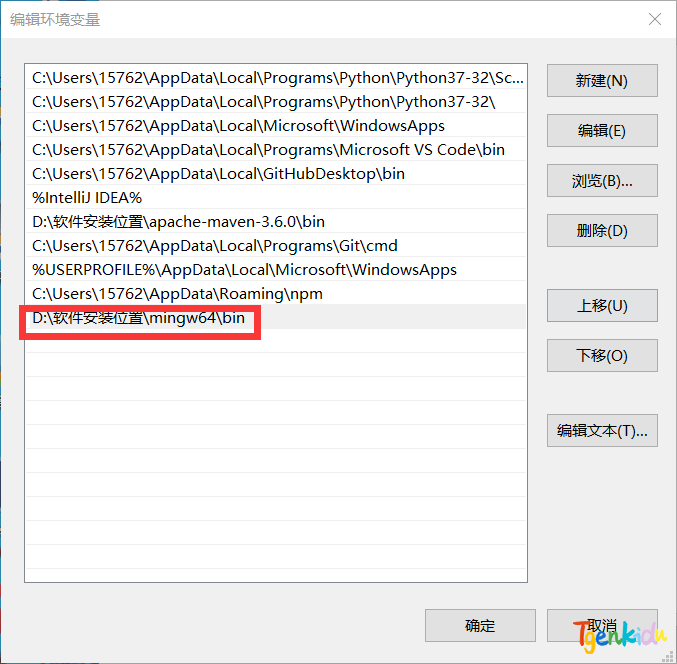 编辑环境变量
C:\Users\15762\AppData\Local\Programs\Python\Python37-32\Sc...
C:\Users\15762\AppData\Local\Programs\Python\Python37-32\
C:\Users\15762\AppData\Local\Microsoft\WindowsApps
C:\Users\15762\AppData\Local\Programs\Microsoft VS Code\bin
C:\Users\15762\AppData\Local\GitHubDesktop\bin
%IntelliJ IDEA%
D:\软件安装位置\apache-maven-3.6.0\bin
C:\Users\15762\AppData\Local\Programs\Git\cmd
%USERPROFILE%\AppData\Local\Microsoft\WindowsApps
C:\Users\15762\AppData\Roaming\npm
D:\软件安装位置\mingw64\bin
新建(N)
编辑(E)
浏览(B)...
删除(D)
上移(U)
下移(O)
编辑文本(T)...
确定
取消
Tgenkidu